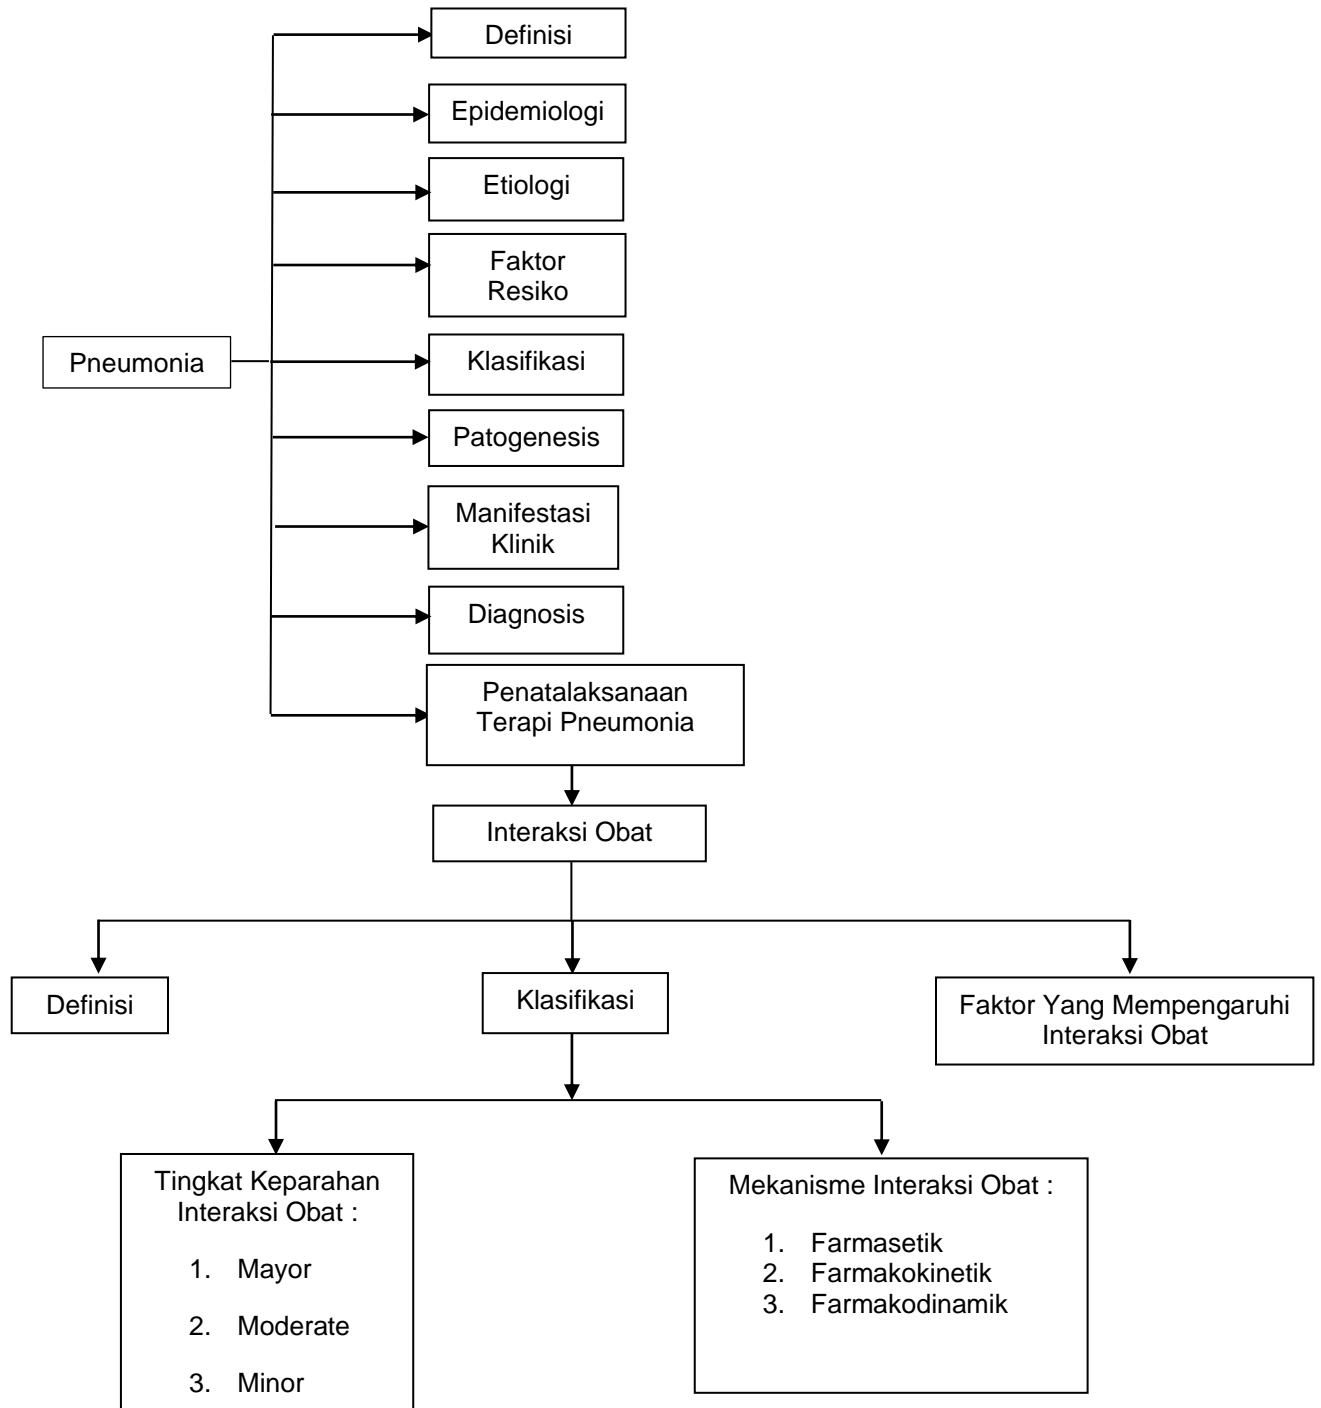 Definisi
Epidemiologi
Etiologi
Faktor
Resiko
Pneumonia
Klasifikasi
Patogenesis
Manifestasi
Klinik
Diagnosis
Penatalaksanaan
Terapi Pneumonia
Interaksi Obat
Definisi
Klasifikasi
Faktor Yang Mempengaruhi
Interaksi Obat
Tingkat Keparahan
Interaksi Obat :
1. Mayor
2. Moderate
3. Minor
Mekanisme Interaksi Obat :
1. Farmasetik
2. Farmakokinetik
3. Farmakodinamik